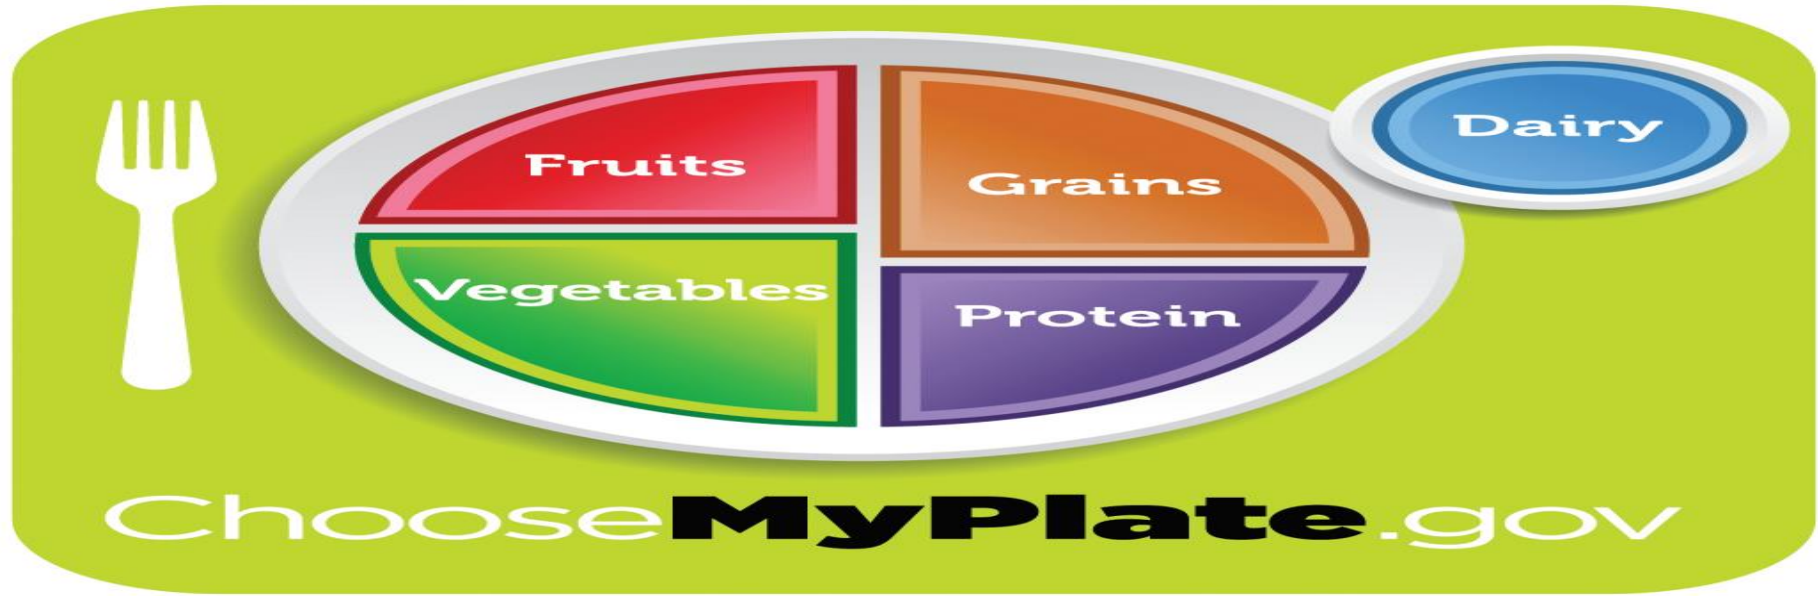 Fruits
Grains
Dairy
Vegetables
Protein
ChooseMyPlate.gov